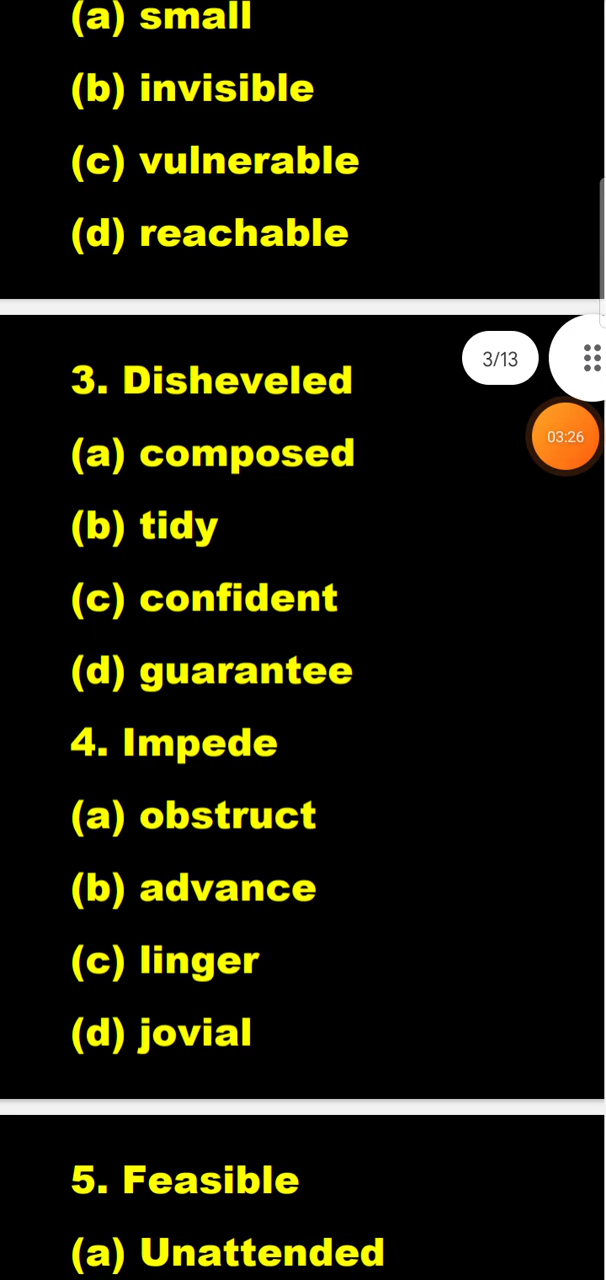 (a) small
(b) invisible
(c) vulnerable
(d) reachable
3/13
3. Disheveled
03:26
(a) composed
(b) tidy
(c) confident
(d) guarantee
4. Impede
(a) obstruct
(b) advance
(c) linger
(d) jovial
5. Feasible
(a) Unattended